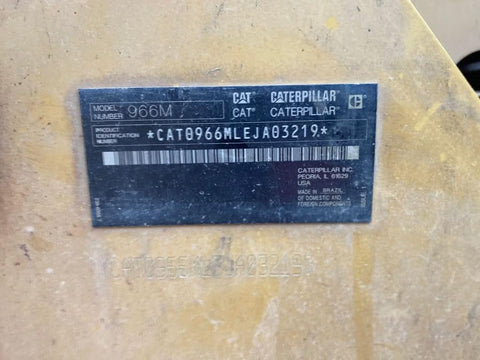 MODEL NUMBER 966M
CAT CATERPILLAR C
CAT CATERPILLAR
PRODUCT IDENTIFICATION NUMBER *CAT0966MLEJA03219*
CATERPILLAR INC.
PEORIA, IL 61629
USA
MADE IN BRAZIL
OF DOMESTIC AND
FOREIGN COMPONENTS